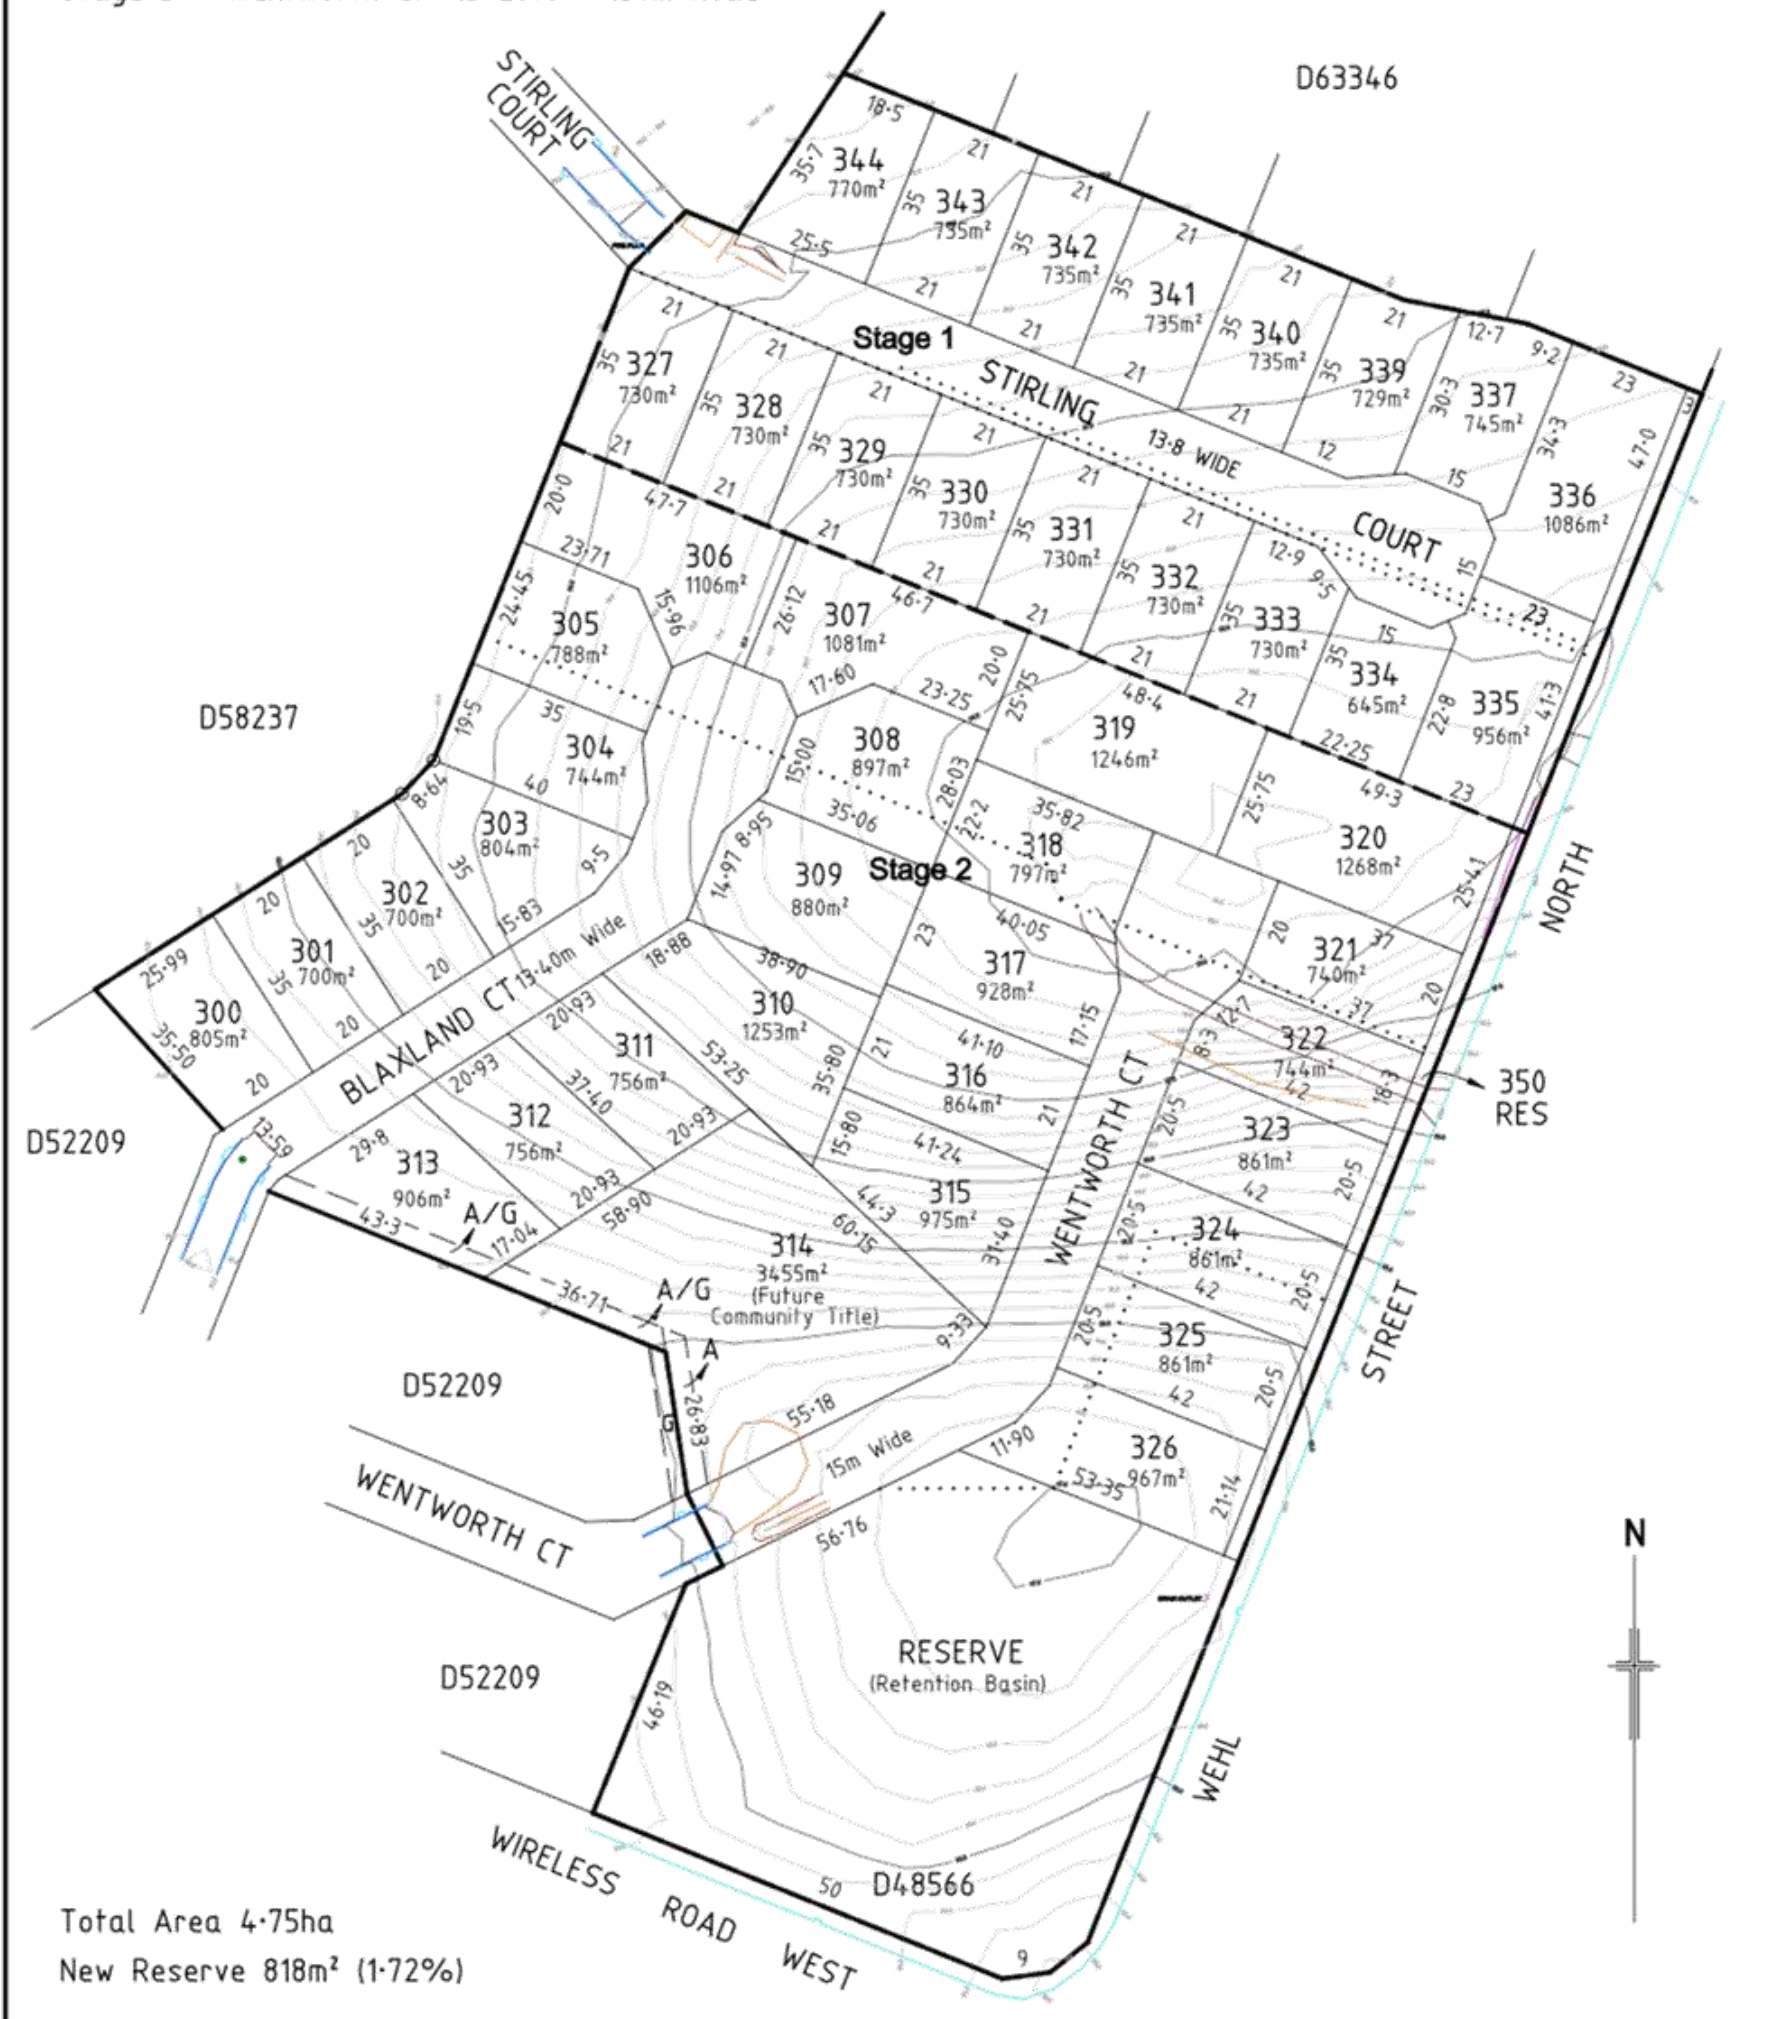 D63346
STIRLING
COURT
18·5
21
35·7
344
770m²
35
343
735m²
21
35
342
735m²
21
35
341
735m²
21
35
340
735m²
21
35
339
729m²
12·7
9·2
30·3
337
745m²
34·3
23
3
47·0
336
1086m²
25·5
21
21
21
21
12
15
15
23
Stage 1
STIRLING
13·8 WIDE
COURT
21
35
327
730m²
21
35
328
730m²
21
35
329
730m²
21
35
330
730m²
21
35
331
730m²
21
35
332
730m²
12·9
9·5
35
333
730m²
15
35
334
645m²
22·8
335
956m²
41·3
21
21
21
21
21
21
21
22·25
23
47·7
46·7
48·4
49·3
20·0
23·71
306
1106m²
15·96
26·12
307
1081m²
17·60
23·25
20·0
25·75
319
1246m²
25·75
320
1268m²
25·41
24·45
305
788m²
D58237
19·5
35
304
744m²
40
8·64
303
804m²
9·5
15·83
15·00
308
897m²
28·03
35·06
8·95
14·97
22·2
35·82
318
797m²
Stage 2
309
880m²
40·05
23
317
928m²
17·15
20
321
740m²
37
20
37
20
302
700m²
35
20
20
301
700m²
35
20
25·99
300
805m²
35·50
35
20
BLAXLAND CT
13·40m Wide
18·88
38·90
310
1253m²
53·25
35·80
21
41·10
316
864m²
21
15·80
41·24
12·7
8·3
322
744m²
42
18·3
350
RES
20·93
311
756m²
37·40
20·93
20·93
312
756m²
20·93
D52209
13·59
29·8
313
906m²
43·3
A/G
17·04
58·90
44·3
60·15
315
975m²
31·40
WENTWORTH CT
20·5
323
861m²
42
20·5
20·5
324
861m²
42
20·5
314
3455m²
(Future
Community Title)
36·71
A/G
A
9·33
20·5
325
861m²
42
20·5
NORTH
STREET
WEHL
D52209
G
26·83
55·18
15m Wide
11·90
326
967m²
53·35
21·14
WENTWORTH CT
56·76
N
RESERVE
(Retention Basin)
D52209
46·19
50
D48566
9
WIRELESS ROAD WEST
Total Area 4·75ha
New Reserve 818m² (1·72%)